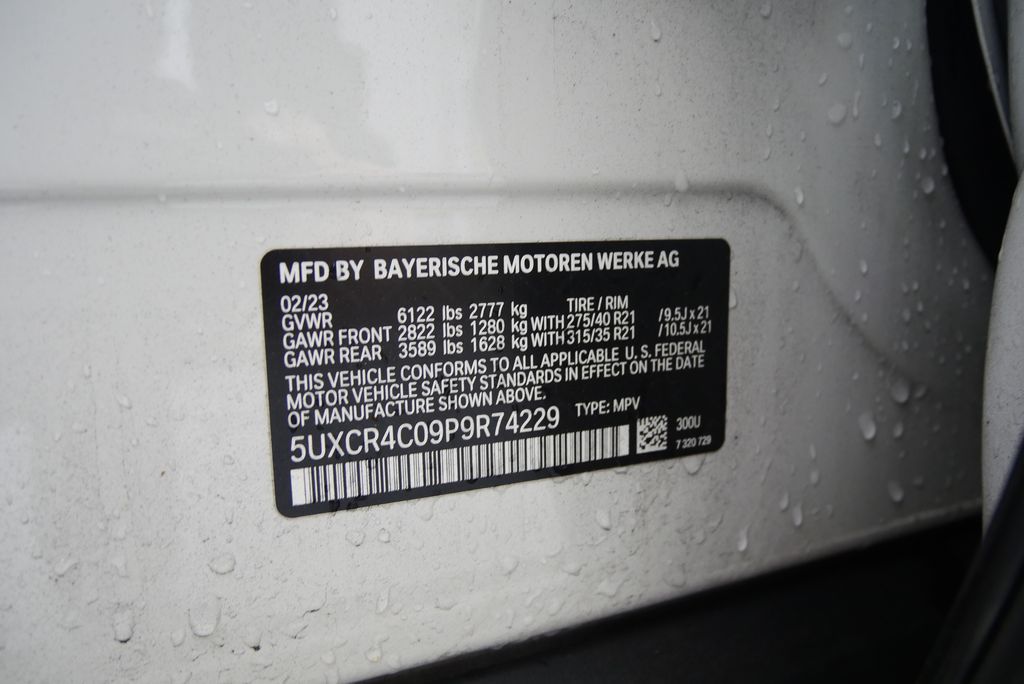 MFD BY BAYERISCHE MOTOREN WERKE AG
02/23 TIRE / RIM
GVWR 6122 lbs 2777 kg
GAWR FRONT 2822 lbs 1280 kg WITH 275/40 R21 /9.5J x 21
GAWR REAR 3589 lbs 1628 kg WITH 315/35 R21 /10.5J x 21
THIS VEHICLE CONFORMS TO ALL APPLICABLE U. S. FEDERAL
MOTOR VEHICLE SAFETY STANDARDS IN EFFECT ON THE DATE
OF MANUFACTURE SHOWN ABOVE.
5UXCR4C09P9R74229 TYPE: MPV
300U
7 320 729